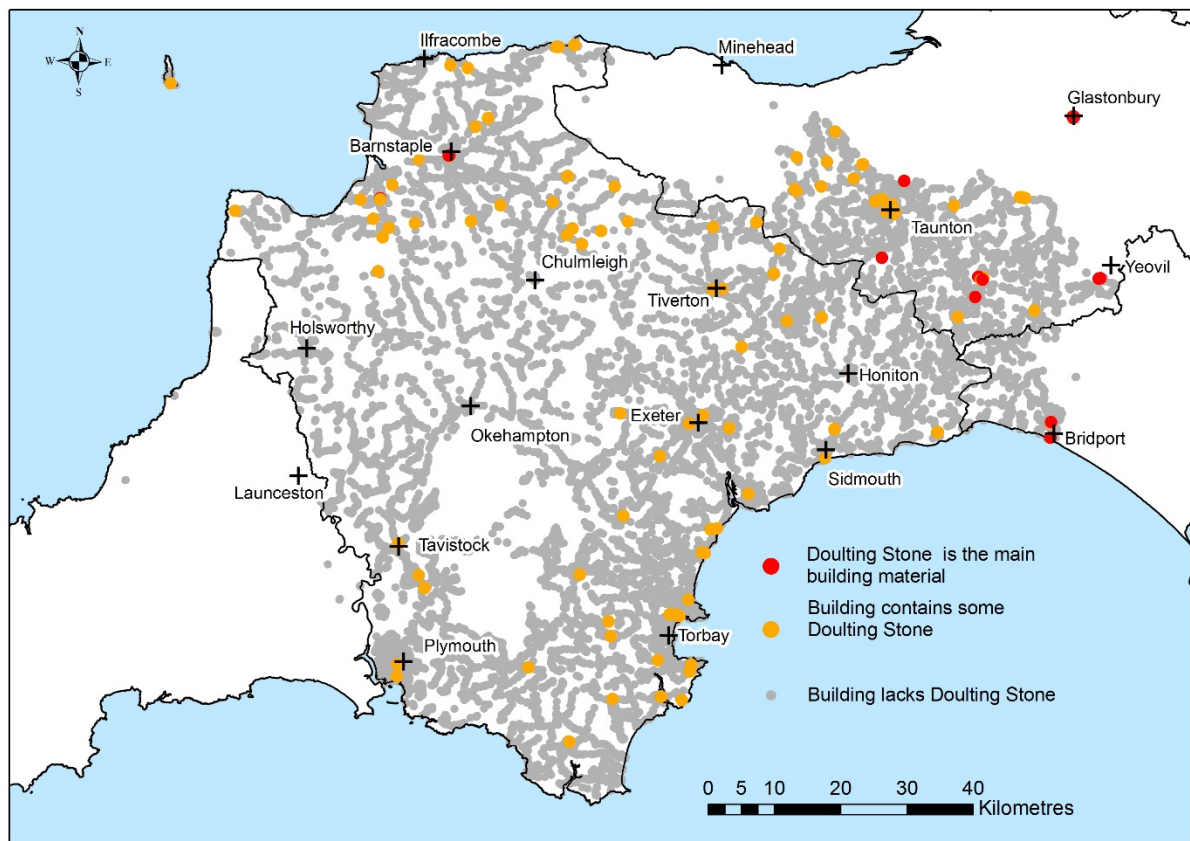 N
W
E
S
Ilfracombe
Minehead
Glastonbury
Barnstaple
Taunton
Chulmleigh
Yeovil
Tiverton
Holsworthy
Honiton
Exeter
Okehampton
Bridport
Launceston
Sidmouth
Tavistock
Doulting Stone is the main
building material
Building contains some
Doulting Stone
Torbay
Plymouth
Building lacks Doulting Stone
0 5 10 20 30 40
Kilometres